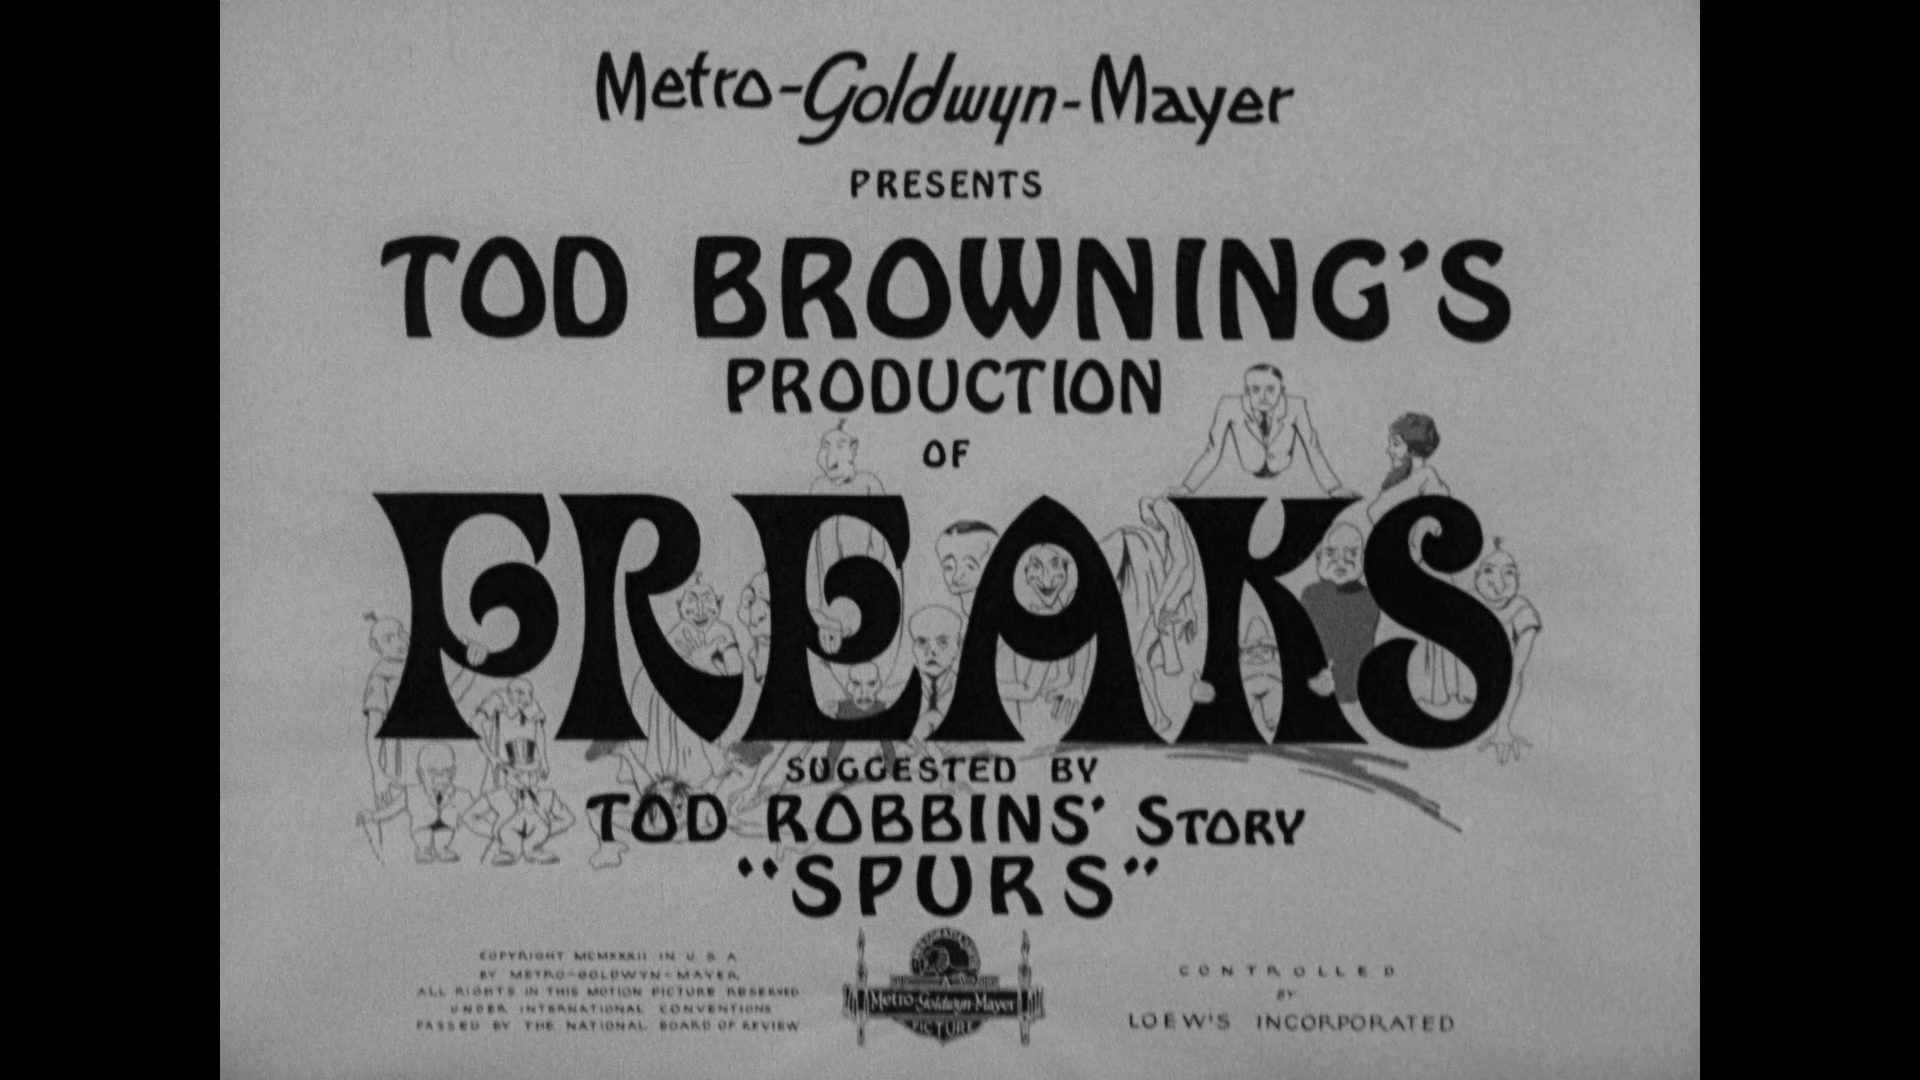 Metro-Goldwyn-Mayer
PRESENTS
TOD BROWNING'S
PRODUCTION
OF
FREAKS
SUGGESTED BY
TOD ROBBINS' STORY
"SPURS"
COPYRIGHT MCMXXXII IN U.S.A.
BY METRO-GOLDWYN-MAYER
ALL RIGHTS IN THIS MOTION PICTURE RESERVED
UNDER INTERNATIONAL CONVENTIONS
PASSED BY THE NATIONAL BOARD OF REVIEW
Metro-Goldwyn-Mayer
PICTURE
CONTROLLED
BY
LOEW'S INCORPORATED